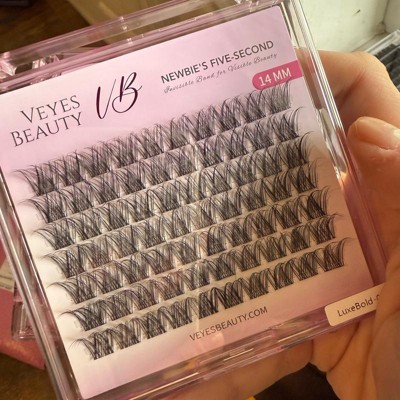 VEYES
BEAUTY
VB
NEWBIE'S FIVE-SECOND
Invisible Band for Visible Beauty
14 MM
VEYESBEAUTY.COM
LuxeBold-